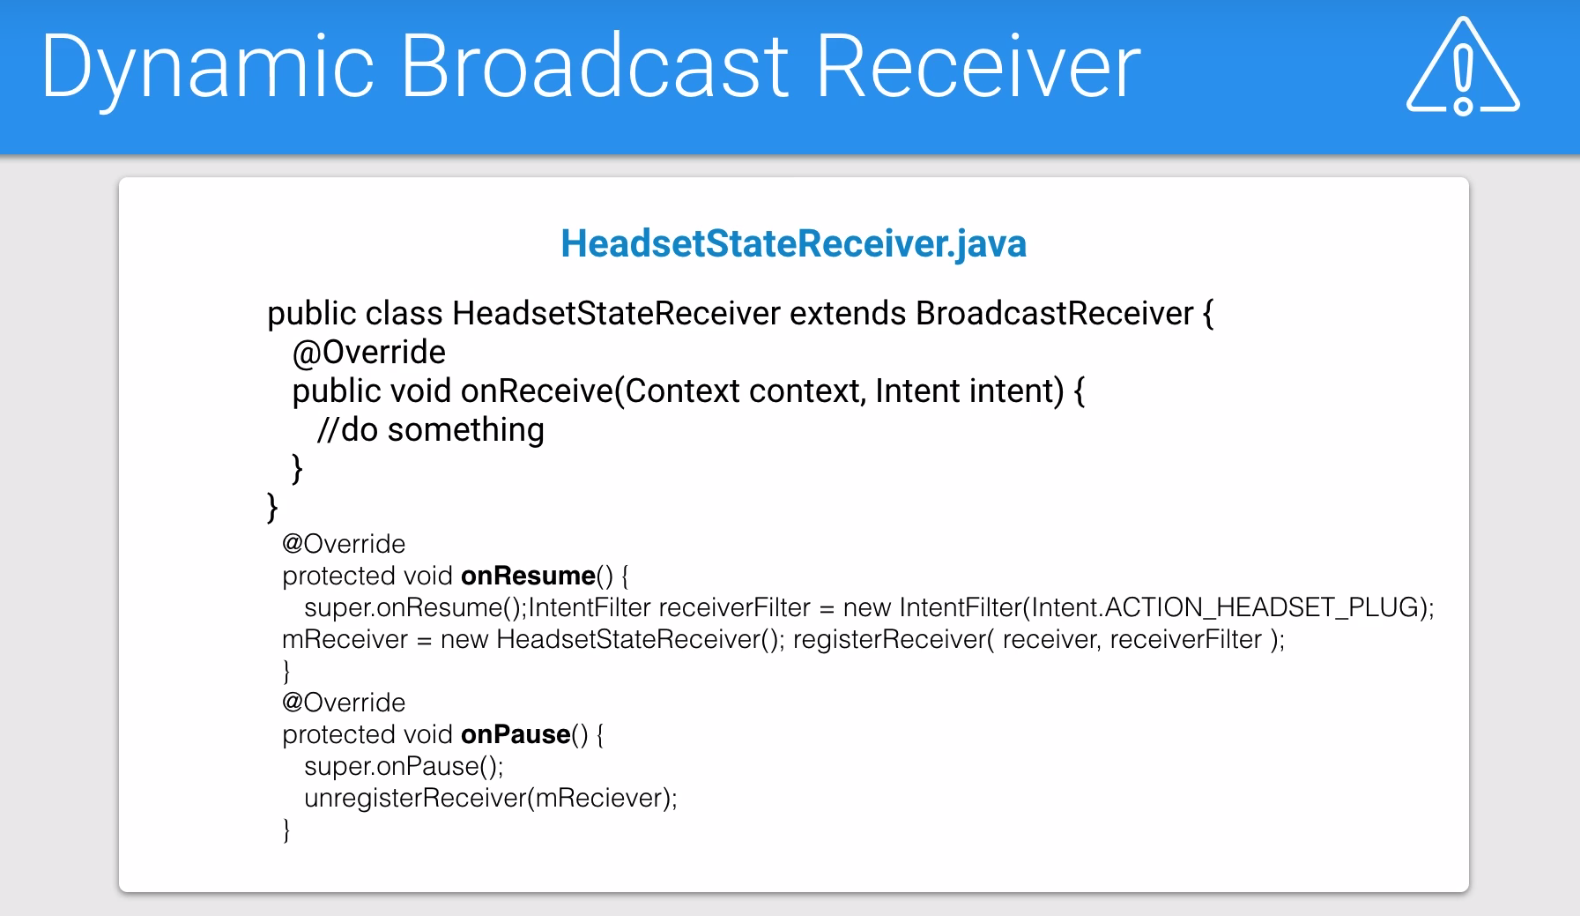 Dynamic Broadcast Receiver
HeadsetStateReceiver.java
public class HeadsetStateReceiver extends BroadcastReceiver {
@Override
public void onReceive(Context context, Intent intent) {
//do something
}
}
@Override
protected void onResume() {
super.onResume();IntentFilter receiverFilter = new IntentFilter(Intent.ACTION_HEADSET_PLUG);
mReceiver = new HeadsetStateReceiver(); registerReceiver( receiver, receiverFilter );
}
@Override
protected void onPause() {
super.onPause();
unregisterReceiver(mReciever);
}